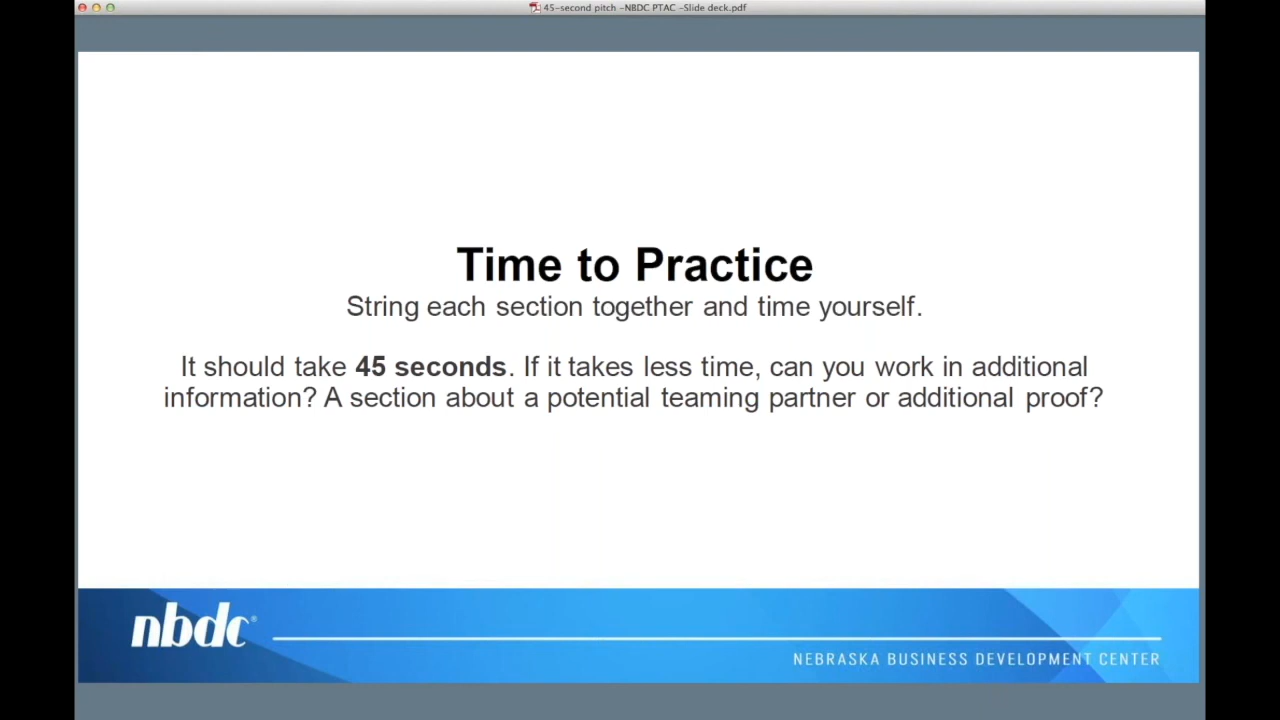 45-second pitch -NBDC PTAC -Slide deck.pdf
Time to Practice
String each section together and time yourself.
It should take 45 seconds. If it takes less time, can you work in additional
information? A section about a potential teaming partner or additional proof?
nbdc®
NEBRASKA BUSINESS DEVELOPMENT CENTER